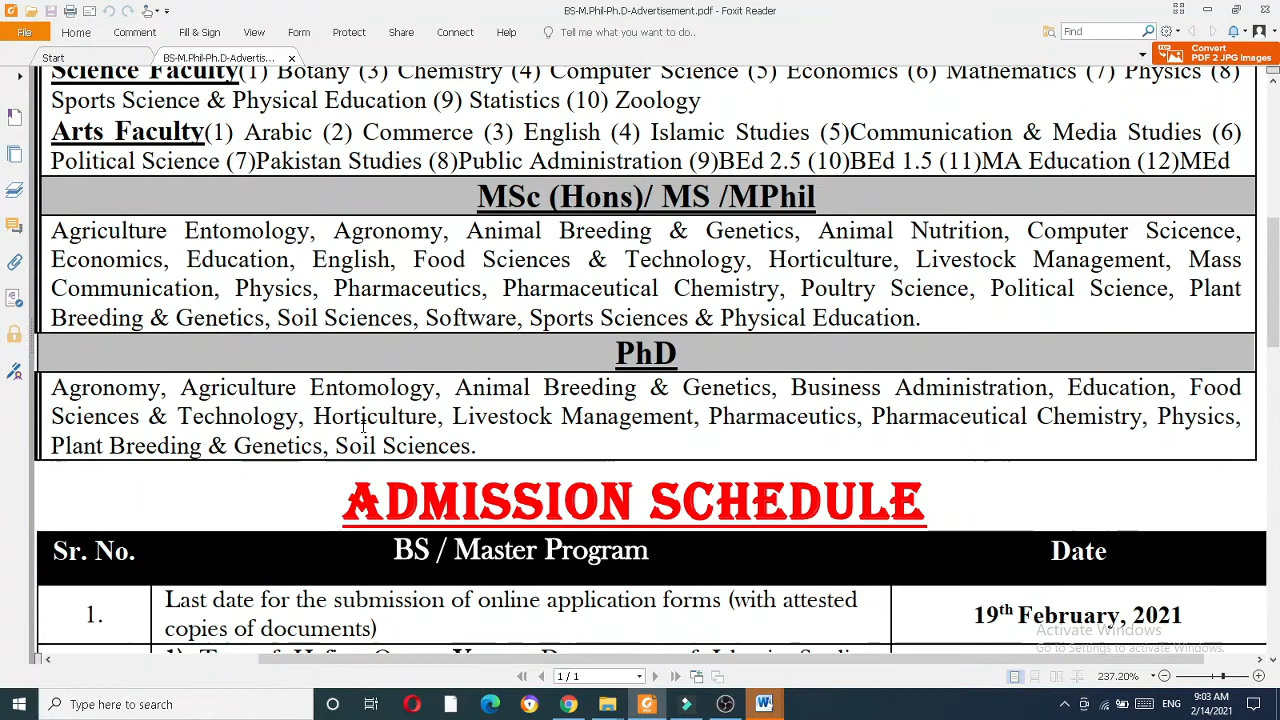 BS-M.Phil-Ph.D-Advertisement.pdf - Foxit Reader
File Home Comment Fill & Sign View Form Protect Share Connect Help Tell me what you want to do.. Find
Start BS-M.Phil-Ph.D-Advertis...
Convert
PDF 2 JPG Images
Science Faculty(1) Botany (3) Chemistry (4) Computer Science (5) Economics (6) Mathematics (7) Physics (8)
Sports Science & Physical Education (9) Statistics (10) Zoology
Arts Faculty(1) Arabic (2) Commerce (3) English (4) Islamic Studies (5)Communication & Media Studies (6)
Political Science (7)Pakistan Studies (8)Public Administration (9)BEd 2.5 (10)BEd 1.5 (11)MA Education (12)MEd
MSc (Hons)/ MS /MPhil
Agriculture Entomology, Agronomy, Animal Breeding & Genetics, Animal Nutrition, Computer Scicence,
Economics, Education, English, Food Sciences & Technology, Horticulture, Livestock Management, Mass
Communication, Physics, Pharmaceutics, Pharmaceutical Chemistry, Poultry Science, Political Science, Plant
Breeding & Genetics, Soil Sciences, Software, Sports Sciences & Physical Education.
PhD
Agronomy, Agriculture Entomology, Animal Breeding & Genetics, Business Administration, Education, Food
Sciences & Technology, Horticulture, Livestock Management, Pharmaceutics, Pharmaceutical Chemistry, Physics,
Plant Breeding & Genetics, Soil Sciences.
ADMISSION SCHEDULE
Sr. No. BS / Master Program Date
1. Last date for the submission of online application forms (with attested
copies of documents)
19th February, 2021
Activate Windows
Go to Settings to activate Windows.
1 / 1
237.20%
Type here to search
ENG
9:03 AM
2/14/2021